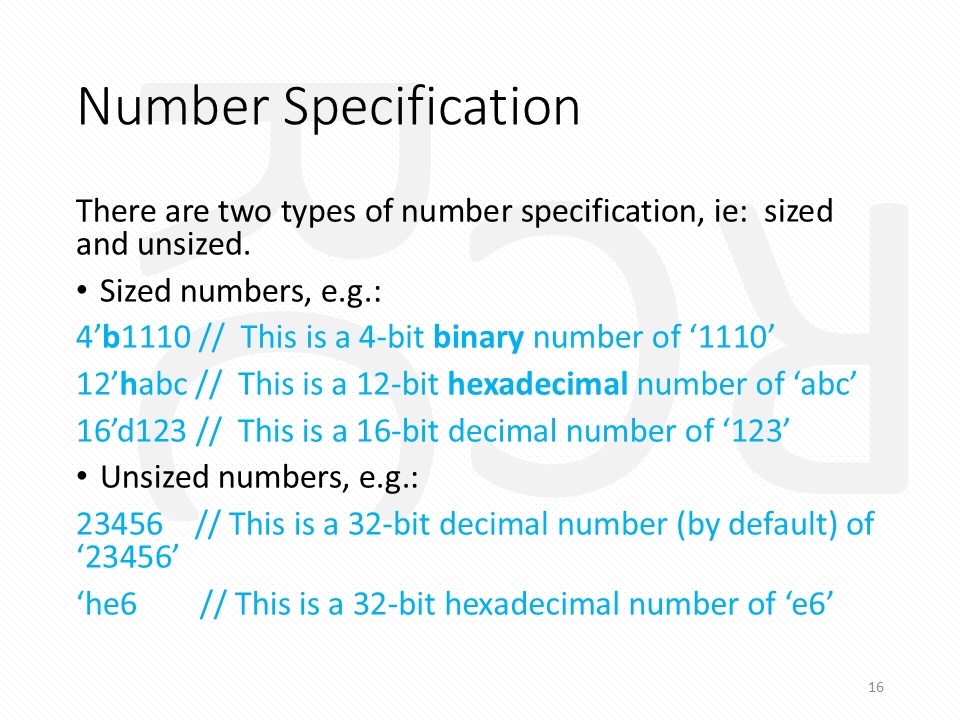 Number Specification
There are two types of number specification, ie:  sized
and unsized.
• Sized numbers, e.g.:
4’b1110 //  This is a 4-bit binary number of ‘1110’
12’habc //  This is a 12-bit hexadecimal number of ‘abc’
16’d123 //  This is a 16-bit decimal number of ‘123’
• Unsized numbers, e.g.:
23456    // This is a 32-bit decimal number (by default) of
‘23456’
‘he6       // This is a 32-bit hexadecimal number of ‘e6’
16